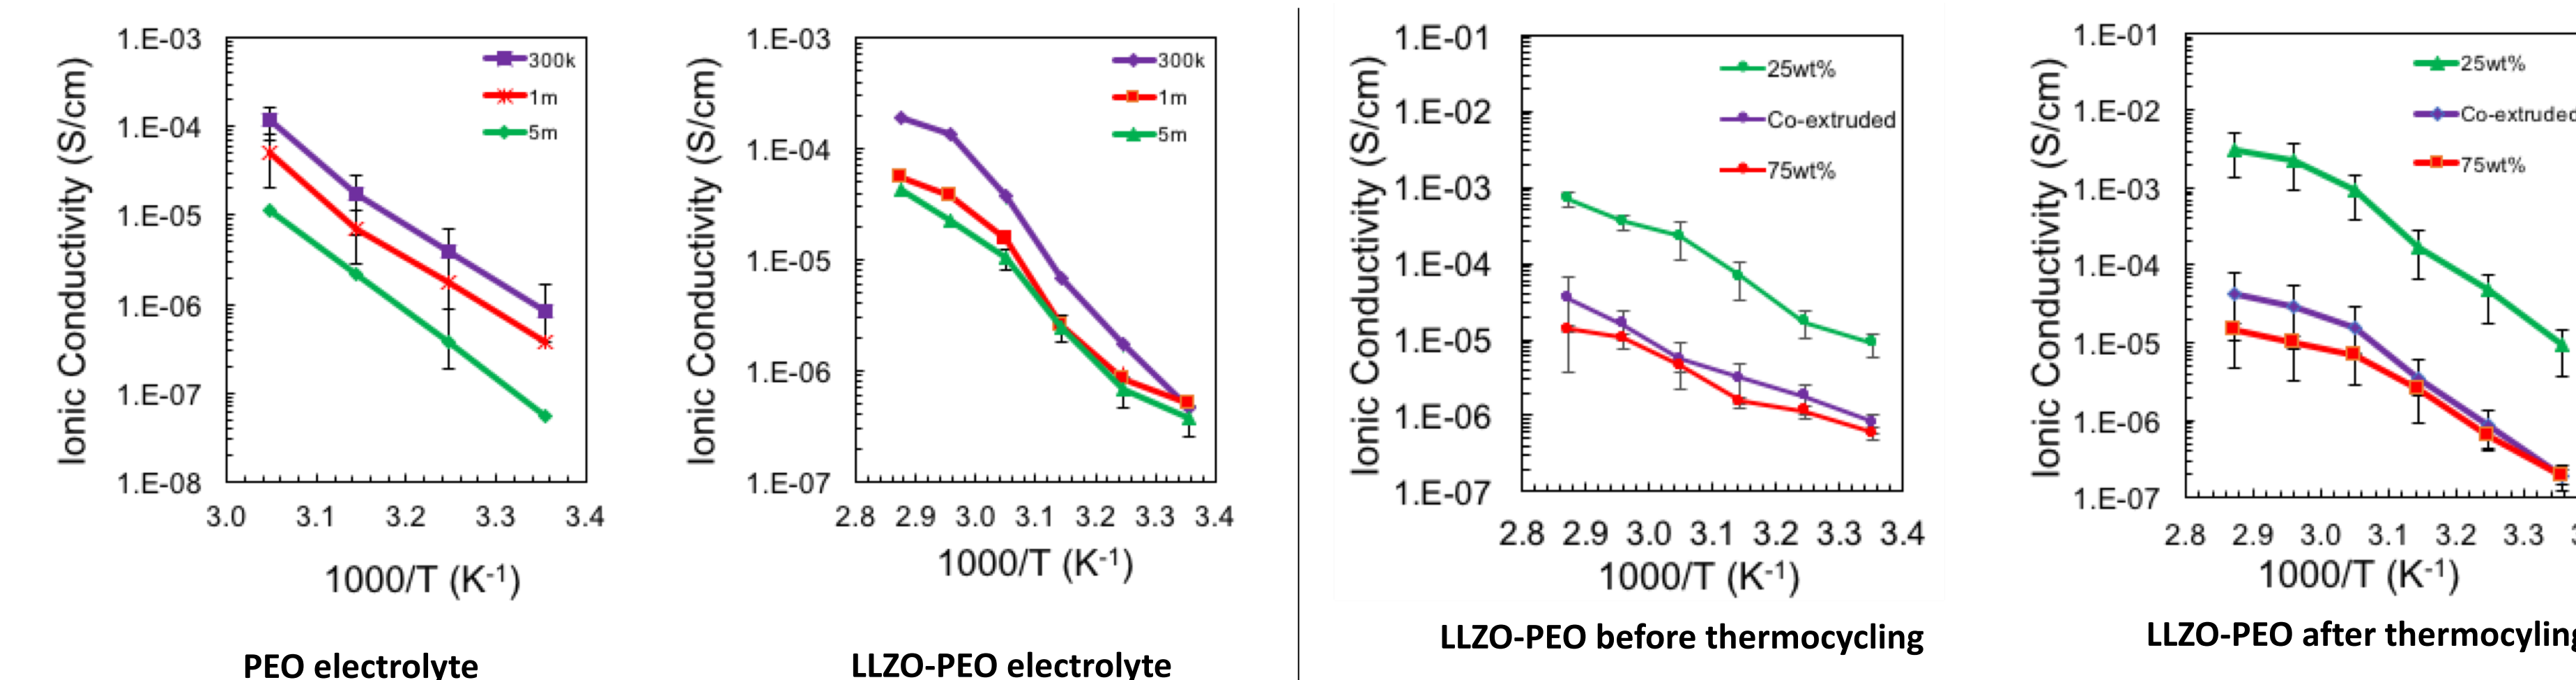 Ionic Conductivity (S/cm)
1.E-03
1.E-04
1.E-05
1.E-06
1.E-07
1.E-08
300k
1m
5m
3.0 3.1 3.2 3.3 3.4
1000/T (K-1)
PEO electrolyte
Ionic Conductivity (S/cm)
1.E-03
1.E-04
1.E-05
1.E-06
1.E-07
300k
1m
5m
2.8 2.9 3.0 3.1 3.2 3.3 3.4
1000/T (K-1)
LLZO-PEO electrolyte
Ionic Conductivity (S/cm)
1.E-01
1.E-02
1.E-03
1.E-04
1.E-05
1.E-06
1.E-07
25wt%
Co-extruded
75wt%
2.8 2.9 3.0 3.1 3.2 3.3 3.4
1000/T (K-1)
LLZO-PEO before thermocycling
Ionic Conductivity (S/cm)
1.E-01
1.E-02
1.E-03
1.E-04
1.E-05
1.E-06
1.E-07
25wt%
Co-extruded
75wt%
2.8 2.9 3.0 3.1 3.2 3.3
1000/T (K-1)
LLZO-PEO after thermocyling